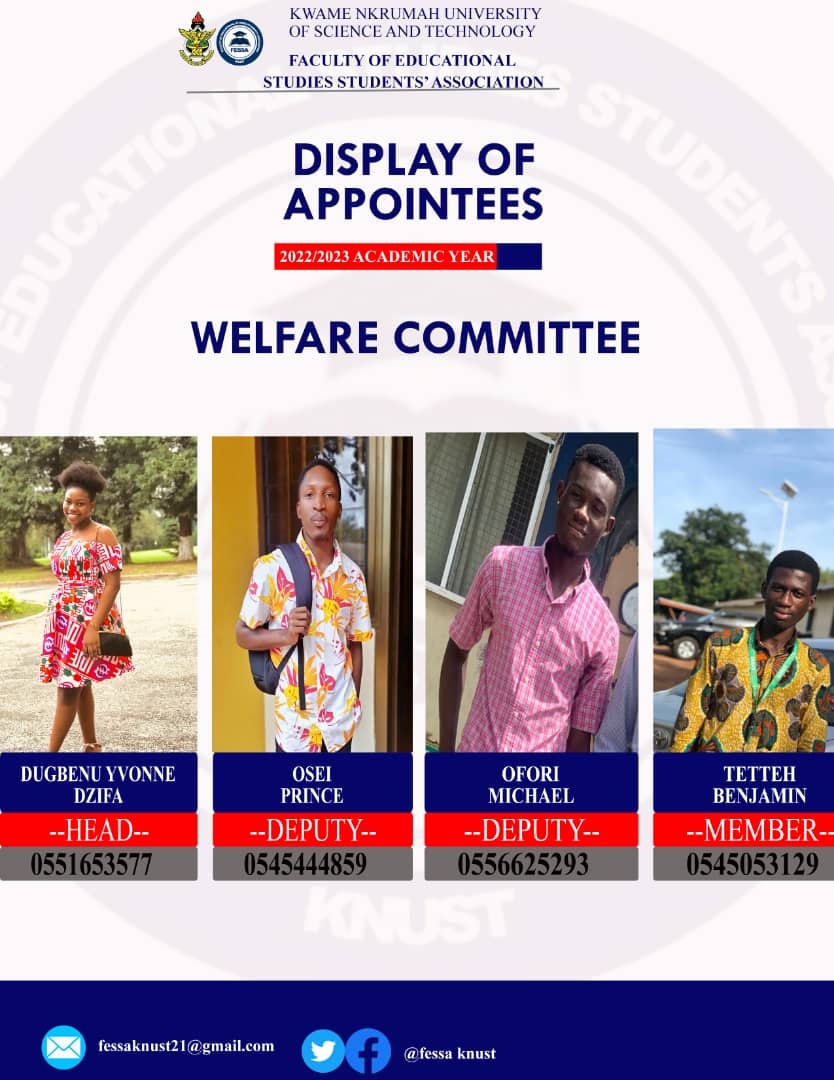 KWAME NKRUMAH UNIVERSITY
OF SCIENCE AND TECHNOLOGY
FESSA
FACULTY OF EDUCATIONAL
STUDIES STUDENTS' ASSOCIATION
DISPLAY OF
APPOINTEES
2022/2023 ACADEMIC YEAR
WELFARE COMMITTEE
DUGBENU YVONNE
DZIFA
--HEAD--
0551653577
OSEI
PRINCE
--DEPUTY--
0545444859
OFORI
MICHAEL
--DEPUTY--
0556625293
TETTEH
BENJAMIN
--MEMBER--
0545053129
KNUST
fessaknust21@gmail.com
@fessa knust